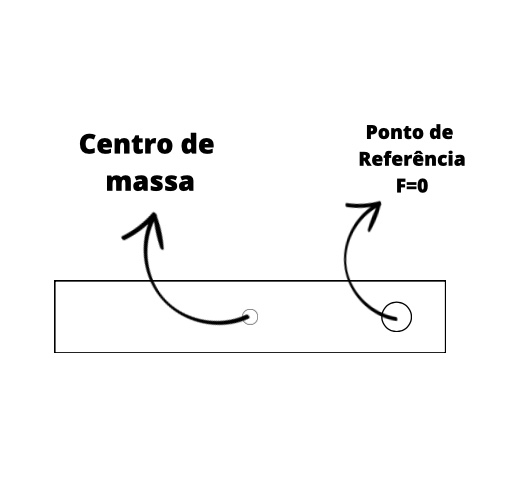 Centro de
massa
Ponto de
Referência
F=0